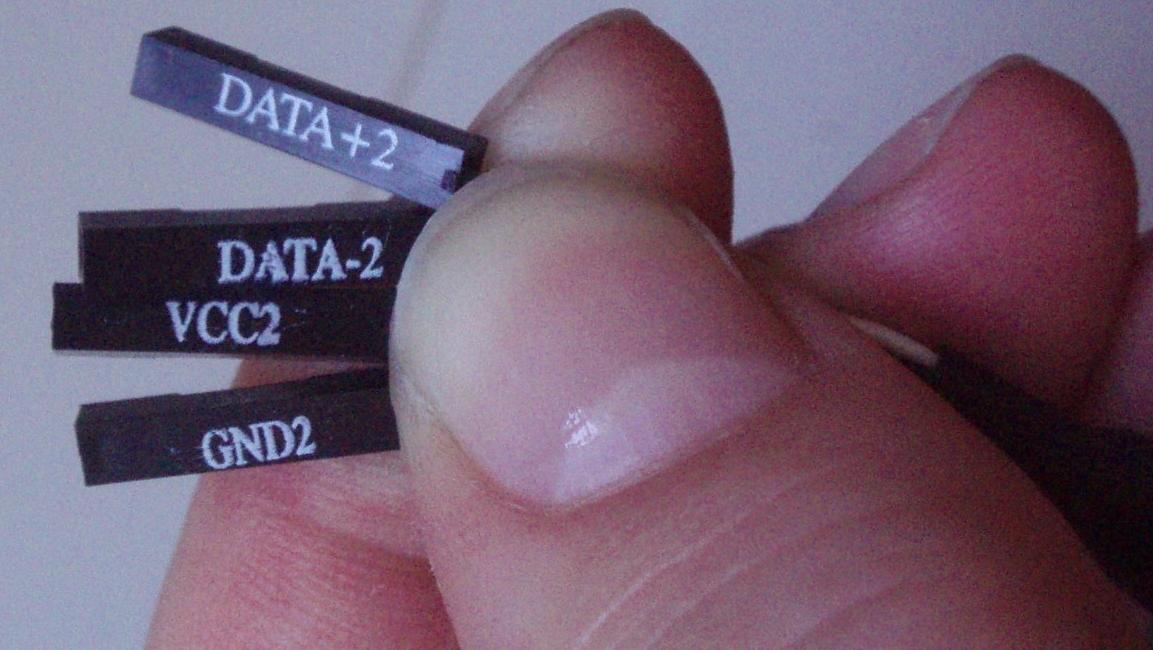 DATA+2
DATA-2
VCC2
GND2